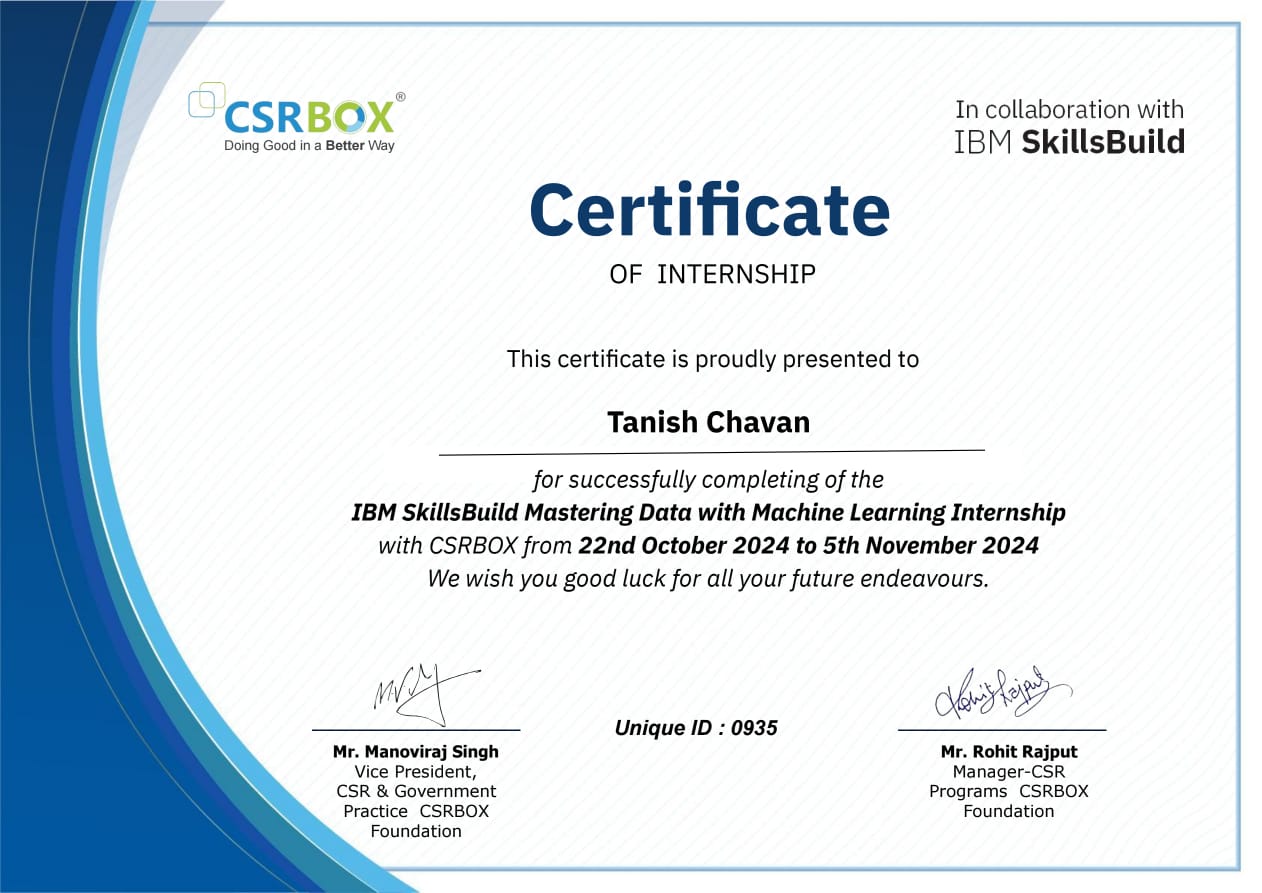 CSRBOX®
Doing Good in a Better Way
In collaboration with
IBM SkillsBuild
Certificate
OF INTERNSHIP
This certificate is proudly presented to
Tanish Chavan
for successfully completing of the
IBM SkillsBuild Mastering Data with Machine Learning Internship
with CSRBOX from 22nd October 2024 to 5th November 2024
We wish you good luck for all your future endeavours.
Rohit Rajput
Unique ID : 0935
Mr. Manoviraj Singh
Vice President,
CSR & Government
Practice CSRBOX
Foundation
Mr. Rohit Rajput
Manager-CSR
Programs CSRBOX
Foundation